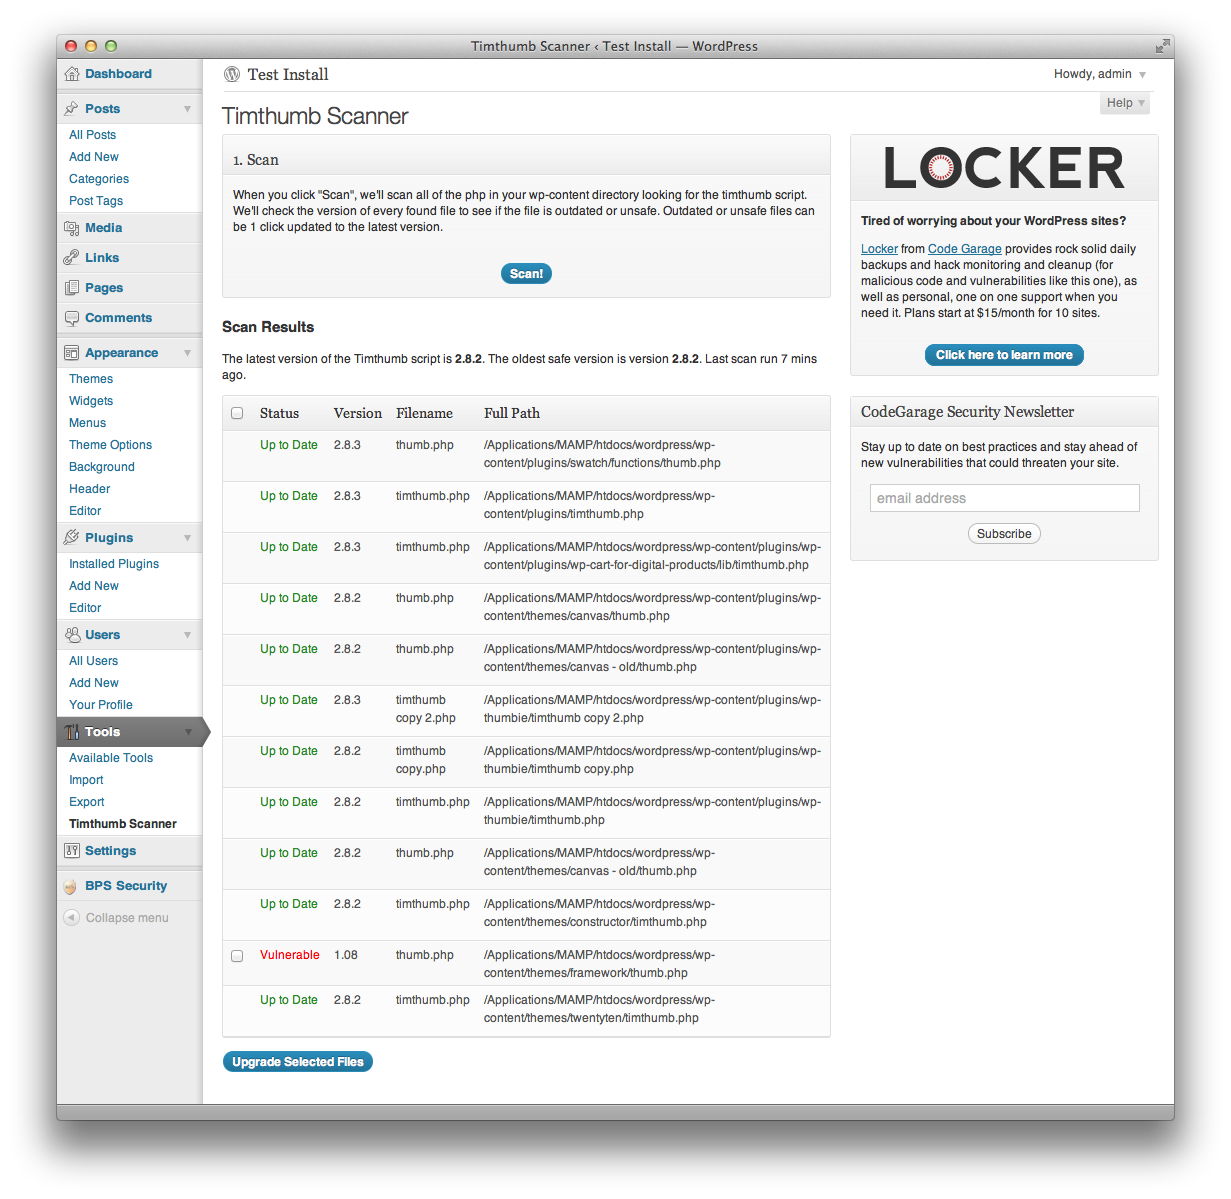 Timthumb Scanner ‹ Test Install — WordPress
Dashboard
Posts
All Posts
Add New
Categories
Post Tags
Media
Links
Pages
Comments
Appearance
Themes
Widgets
Menus
Theme Options
Background
Header
Editor
Plugins
Installed Plugins
Add New
Editor
Users
All Users
Add New
Your Profile
Tools
Available Tools
Import
Export
Timthumb Scanner
Settings
BPS Security
Collapse menu
Test Install
Howdy, admin
Help
Timthumb Scanner
1. Scan
When you click "Scan", we'll scan all of the php in your wp-content directory looking for the timthumb script.
We'll check the version of every found file to see if the file is outdated or unsafe. Outdated or unsafe files can
be 1 click updated to the latest version.
Scan!
Scan Results
The latest version of the Timthumb script is 2.8.2. The oldest safe version is version 2.8.2. Last scan run 7 mins
ago.
Status Version Filename Full Path
Up to Date 2.8.3 thumb.php /Applications/MAMP/htdocs/wordpress/wp-
content/plugins/swatch/functions/thumb.php
Up to Date 2.8.3 timthumb.php /Applications/MAMP/htdocs/wordpress/wp-
content/plugins/timthumb.php
Up to Date 2.8.3 timthumb.php /Applications/MAMP/htdocs/wordpress/wp-content/plugins/wp-
content/plugins/wp-cart-for-digital-products/lib/timthumb.php
Up to Date 2.8.2 thumb.php /Applications/MAMP/htdocs/wordpress/wp-content/plugins/wp-
content/themes/canvas/thumb.php
Up to Date 2.8.2 thumb.php /Applications/MAMP/htdocs/wordpress/wp-content/plugins/wp-
content/themes/canvas - old/thumb.php
Up to Date 2.8.3 timthumb /Applications/MAMP/htdocs/wordpress/wp-content/plugins/wp-
copy 2.php thumbie/timthumb copy 2.php
Up to Date 2.8.2 timthumb /Applications/MAMP/htdocs/wordpress/wp-content/plugins/wp-
copy.php thumbie/timthumb copy.php
Up to Date 2.8.2 timthumb.php /Applications/MAMP/htdocs/wordpress/wp-content/plugins/wp-
thumbie/timthumb.php
Up to Date 2.8.2 thumb.php /Applications/MAMP/htdocs/wordpress/wp-
content/themes/canvas - old/thumb.php
Up to Date 2.8.2 timthumb.php /Applications/MAMP/htdocs/wordpress/wp-
content/themes/constructor/timthumb.php
Vulnerable 1.08 thumb.php /Applications/MAMP/htdocs/wordpress/wp-
content/themes/framework/thumb.php
Up to Date 2.8.2 timthumb.php /Applications/MAMP/htdocs/wordpress/wp-
content/themes/twentyten/timthumb.php
Upgrade Selected Files
LOCKER
Tired of worrying about your WordPress sites?
Locker from Code Garage provides rock solid daily
backups and hack monitoring and cleanup (for
malicious code and vulnerabilities like this one), as
well as personal, one on one support when you
need it. Plans start at $15/month for 10 sites.
Click here to learn more
CodeGarage Security Newsletter
Stay up to date on best practices and stay ahead of
new vulnerabilities that could threaten your site.
email address
Subscribe